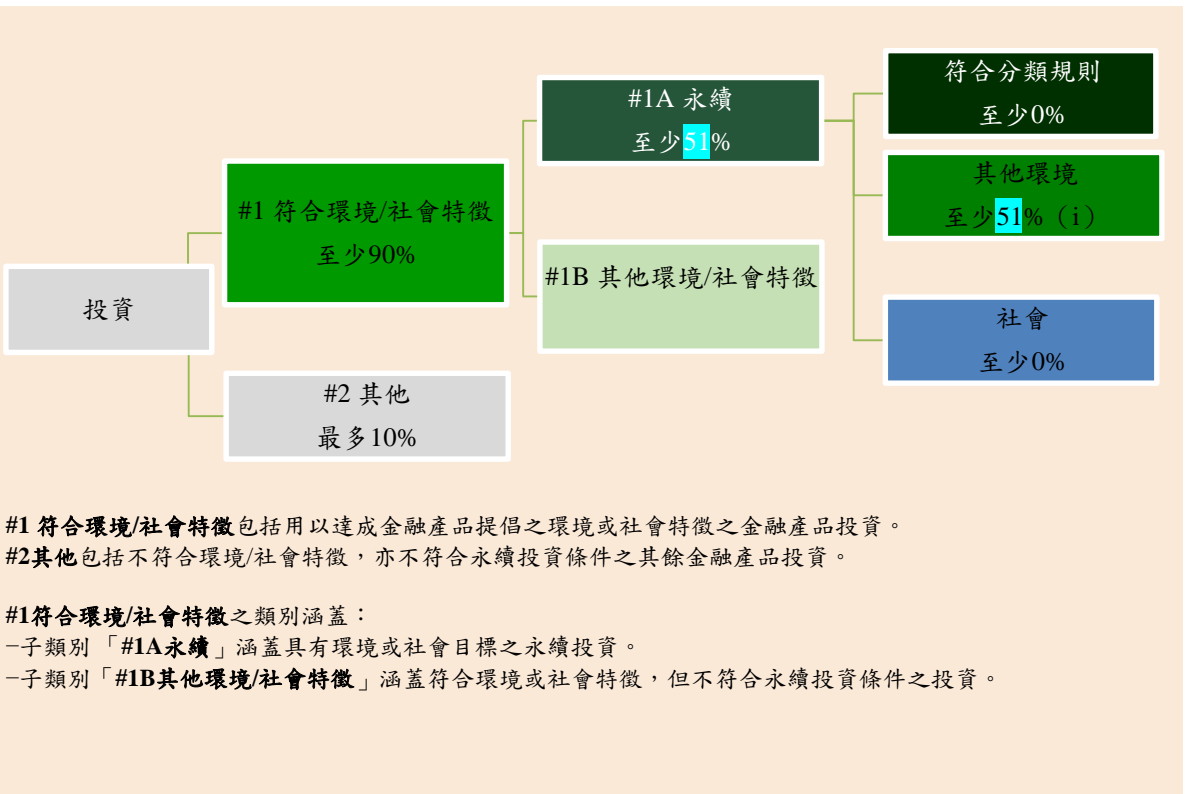 投資
#1 符合環境/社會特徵
至少90%
#2 其他
最多10%
#1A 永續
至少51%
#1B 其他環境/社會特徵
符合分類規則
至少0%
其他環境
至少51%（i）
社會
至少0%
#1 符合環境/社會特徵包括用以達成金融產品提倡之環境或社會特徵之金融產品投資。
#2其他包括不符合環境/社會特徵，亦不符合永續投資條件之其餘金融產品投資。
#1符合環境/社會特徵之類別涵蓋：
–子類別「#1A永續」涵蓋具有環境或社會目標之永續投資。
–子類別「#1B其他環境/社會特徵」涵蓋符合環境或社會特徵，但不符合永續投資條件之投資。